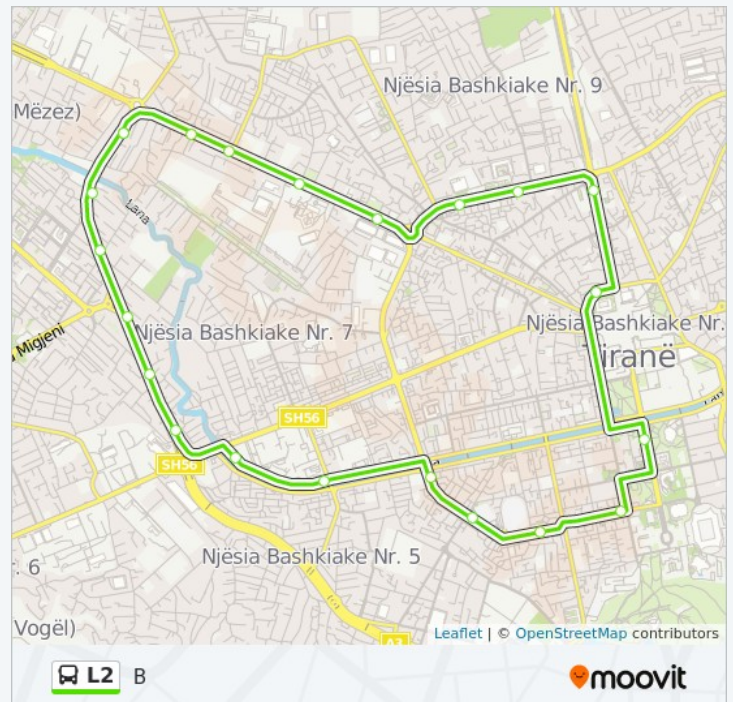 Njësia Bashkiake Nr. 9
Mëzez)
Lana
Njësia Bashkiake Nr. 7
Njësia Bashkiake Nr.
Tiranë
Migjeni
SH56
SH56
Njësia Bashkiake Nr. 5
. 6
Vogël)
A3
Leaflet | © OpenStreetMap contributors
L2 B
moovit